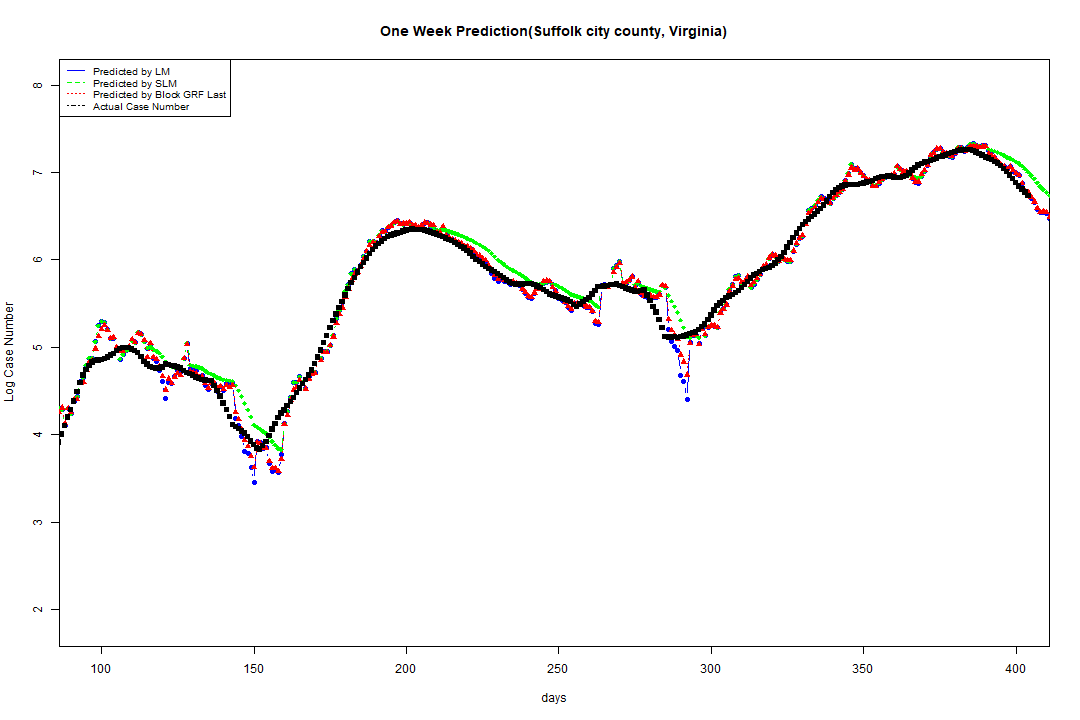 One Week Prediction(Suffolk city county, Virginia)
Predicted by LM
Predicted by SLM
Predicted by Block GRF Last
Actual Case Number
Log Case Number
8
7
6
5
4
3
2
100 150 200 250 300 350 400
days